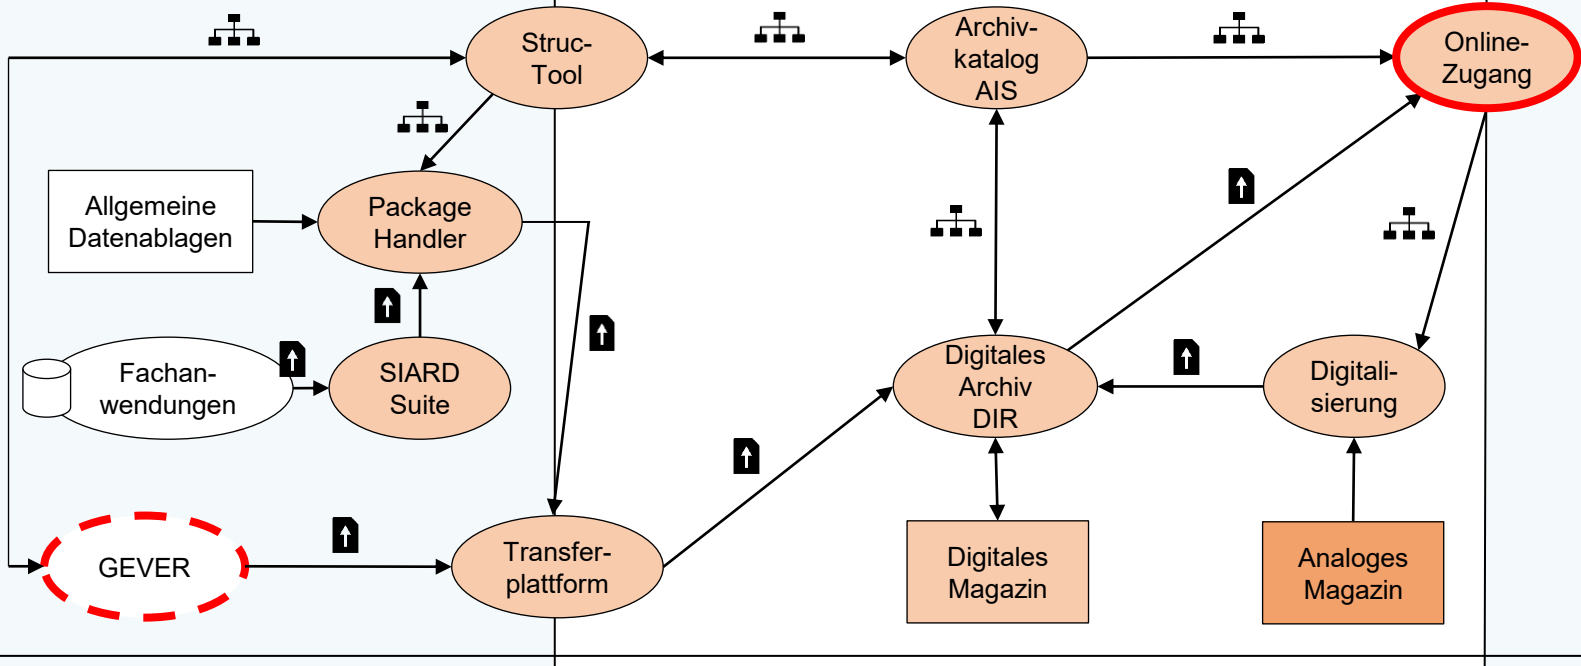 Struc-
Tool
Archiv-
katalog
AIS
Online-
Zugang
Allgemeine
Datenablagen
Package
Handler
Fachan-
wendungen
SIARD
Suite
Digitales
Archiv
DIR
Digitali-
sierung
GEVER
Transfer-
plattform
Digitales
Magazin
Analoges
Magazin